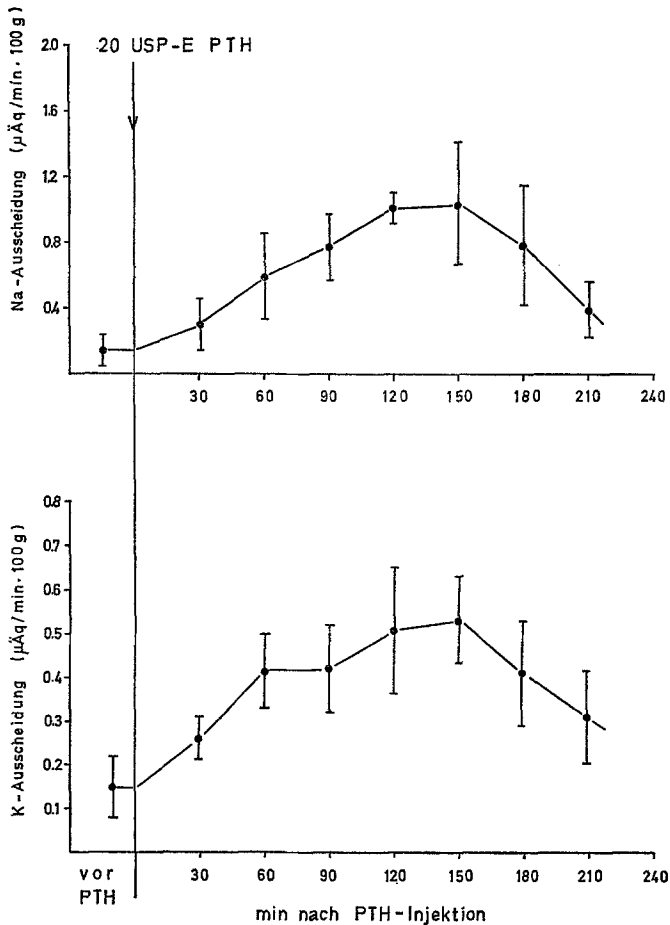 20 USP-E PTH
Na-Ausscheidung (µÄq/min·100g)
2.0
1.6
1.2
0.8
0.4
30 60 90 120 150 180 210 240
K-Ausscheidung (µÄq/min·100g)
0.8
0.7
0.6
0.5
0.4
0.3
0.2
0.1
30 60 90 120 150 180 210 240
vor
PTH
min nach PTH-Injektion